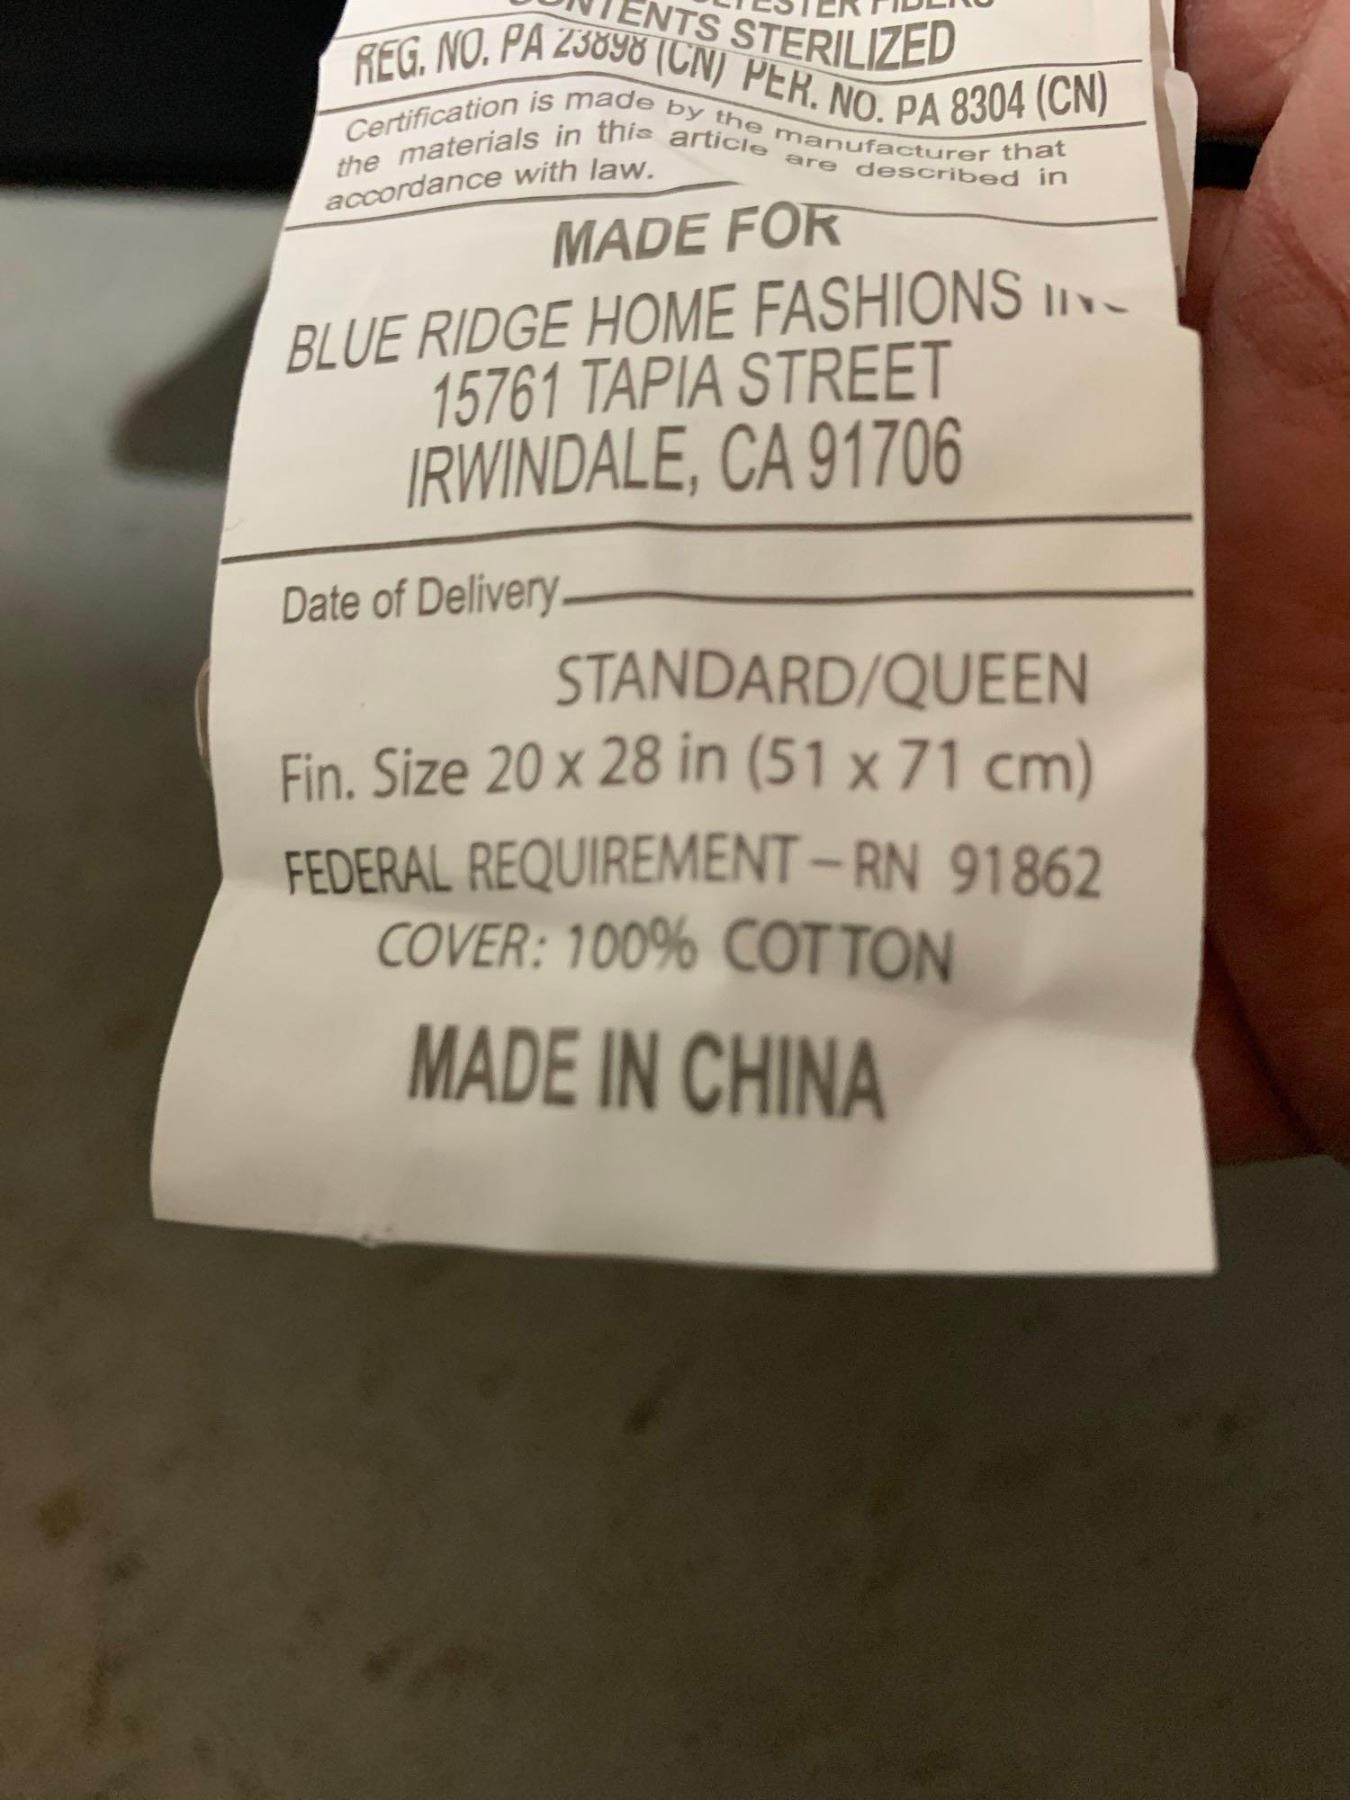 CONTENTS STERILIZED
REG. NO. PA 23898 (CN) PER. NO. PA 8304 (CN)
Certification is made by the manufacturer that
the materials in this article are described in
accordance with law.
MADE FOR
BLUE RIDGE HOME FASHIONS
15761 TAPIA STREET
IRWINDALE, CA 91706
Date of Delivery
STANDARD/QUEEN
Fin. Size 20 x 28 in (51 x 71 cm)
FEDERAL REQUIREMENT – RN 91862
COVER: 100% COTTON
MADE IN CHINA